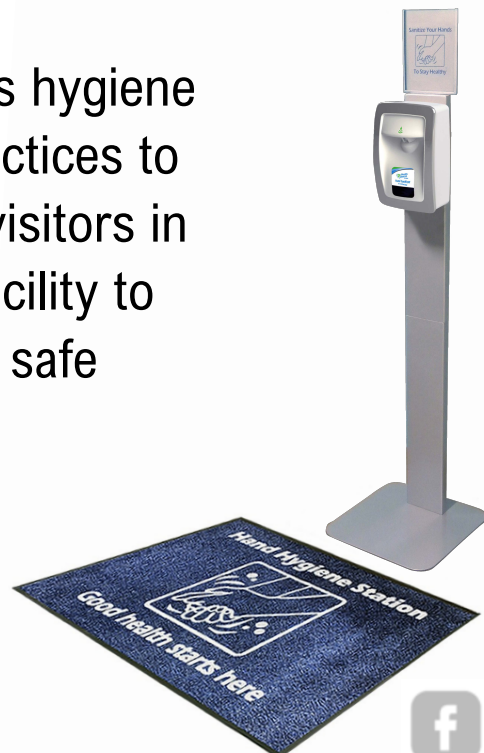 s hygiene
ctices to
visitors in
cility to
safe
Sanitize Your Hands
To Stay Healthy
Hand Hygiene Station
Good health starts here
f